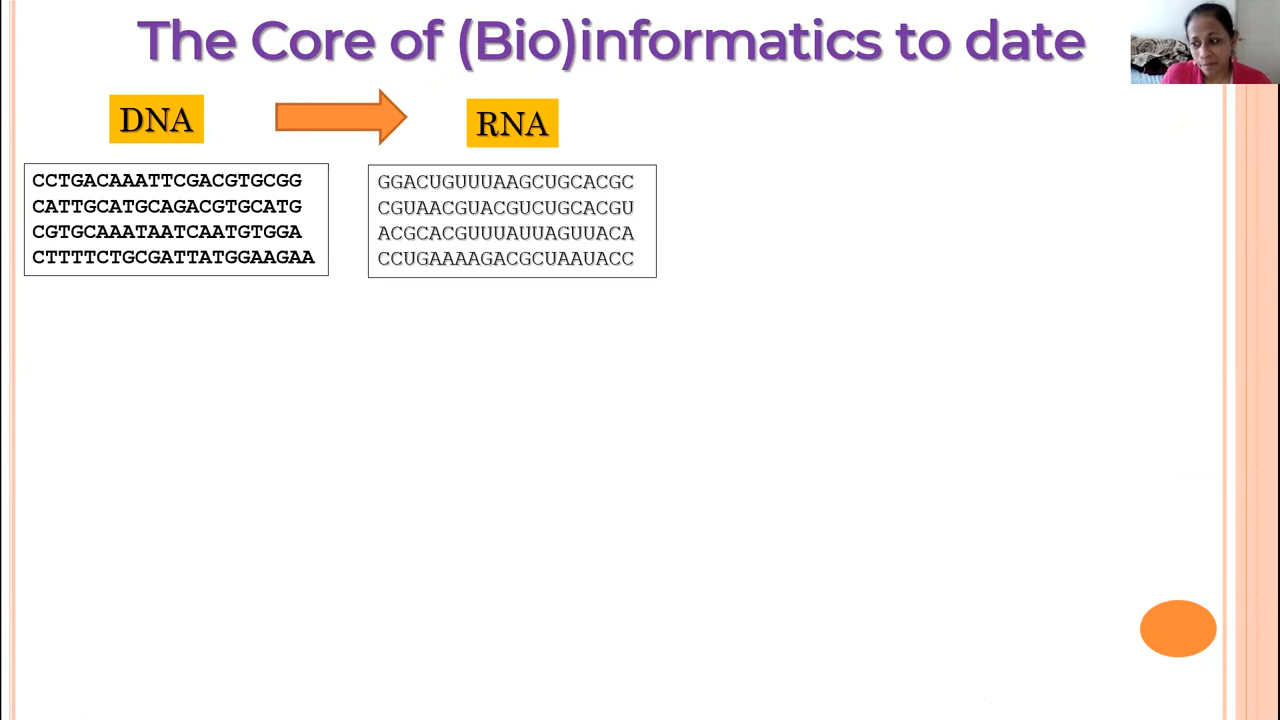 The Core of (Bio)informatics to date
DNA
RNA
CCTGACAAATTCGACGTGCGG
CATTGCATGCAGACGTGCATG
CGTGCAAATAATCAATGTGGA
CTTTTCTGCGATTATGGAAGAA
GGACUGUUUAAGCUGCACGC
CGUAACGUACGUCUGCACGU
ACGCACGUUUAUUAGUUACA
CCUGAAAAGACGCUAAUACC